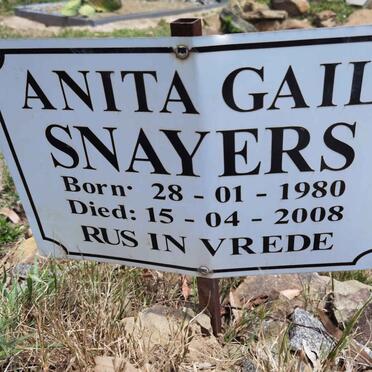 ANITA GAIL
SNAYERS
Born: 28 - 01 - 1980
Died: 15 - 04 - 2008
RUS IN VREDE